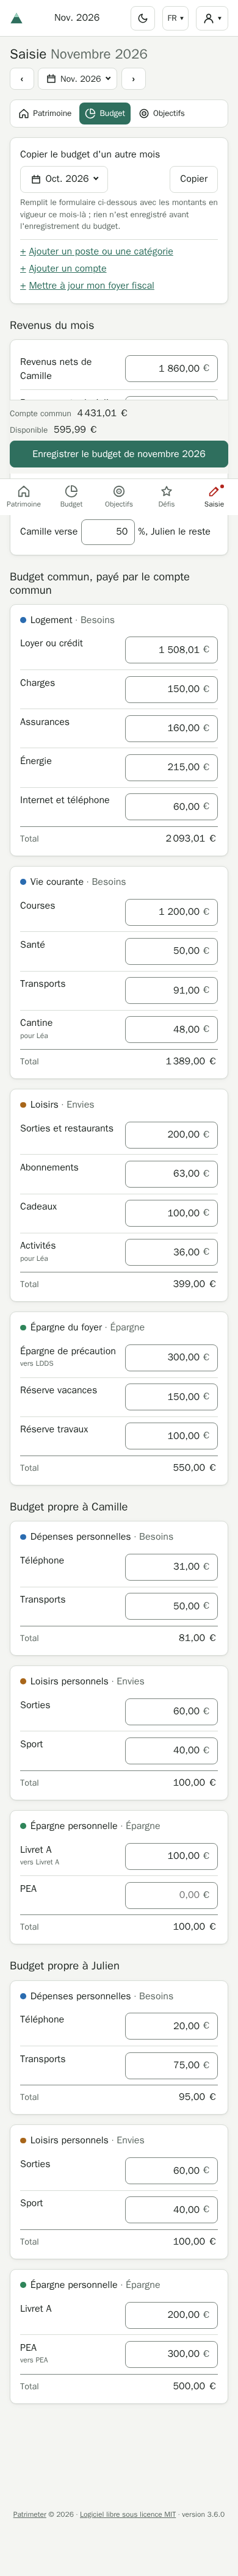 Nov. 2026
FR
Saisie Novembre 2026
‹ Nov. 2026 ›
Patrimoine Budget Objectifs
Copier le budget d'un autre mois
Oct. 2026 Copier
Remplit le formulaire ci-dessous avec les montants en
vigueur ce mois-là ; rien n'est enregistré avant
l'enregistrement du budget.
+ Ajouter un poste ou une catégorie
+ Ajouter un compte
+ Mettre à jour mon foyer fiscal
Revenus du mois
Revenus nets de
Camille
1 860,00 €
Compte commun 4 431,01 €
Disponible 595,99 €
Enregistrer le budget de novembre 2026
Patrimoine Budget Objectifs Défis Saisie
Camille verse 50 %, Julien le reste
Budget commun, payé par le compte
commun
Logement · Besoins
Loyer ou crédit 1 508,01 €
Charges 150,00 €
Assurances 160,00 €
Énergie 215,00 €
Internet et téléphone 60,00 €
Total 2 093,01 €
Vie courante · Besoins
Courses 1 200,00 €
Santé 50,00 €
Transports 91,00 €
Cantine 48,00 €
pour Léa
Total 1 389,00 €
Loisirs · Envies
Sorties et restaurants 200,00 €
Abonnements 63,00 €
Cadeaux 100,00 €
Activités 36,00 €
pour Léa
Total 399,00 €
Épargne du foyer · Épargne
Épargne de précaution 300,00 €
vers LDDS
Réserve vacances 150,00 €
Réserve travaux 100,00 €
Total 550,00 €
Budget propre à Camille
Dépenses personnelles · Besoins
Téléphone 31,00 €
Transports 50,00 €
Total 81,00 €
Loisirs personnels · Envies
Sorties 60,00 €
Sport 40,00 €
Total 100,00 €
Épargne personnelle · Épargne
Livret A 100,00 €
vers Livret A
PEA 0,00 €
Total 100,00 €
Budget propre à Julien
Dépenses personnelles · Besoins
Téléphone 20,00 €
Transports 75,00 €
Total 95,00 €
Loisirs personnels · Envies
Sorties 60,00 €
Sport 40,00 €
Total 100,00 €
Épargne personnelle · Épargne
Livret A 200,00 €
PEA 300,00 €
vers PEA
Total 500,00 €
Patrimeter © 2026 · Logiciel libre sous licence MIT · version 3.6.0